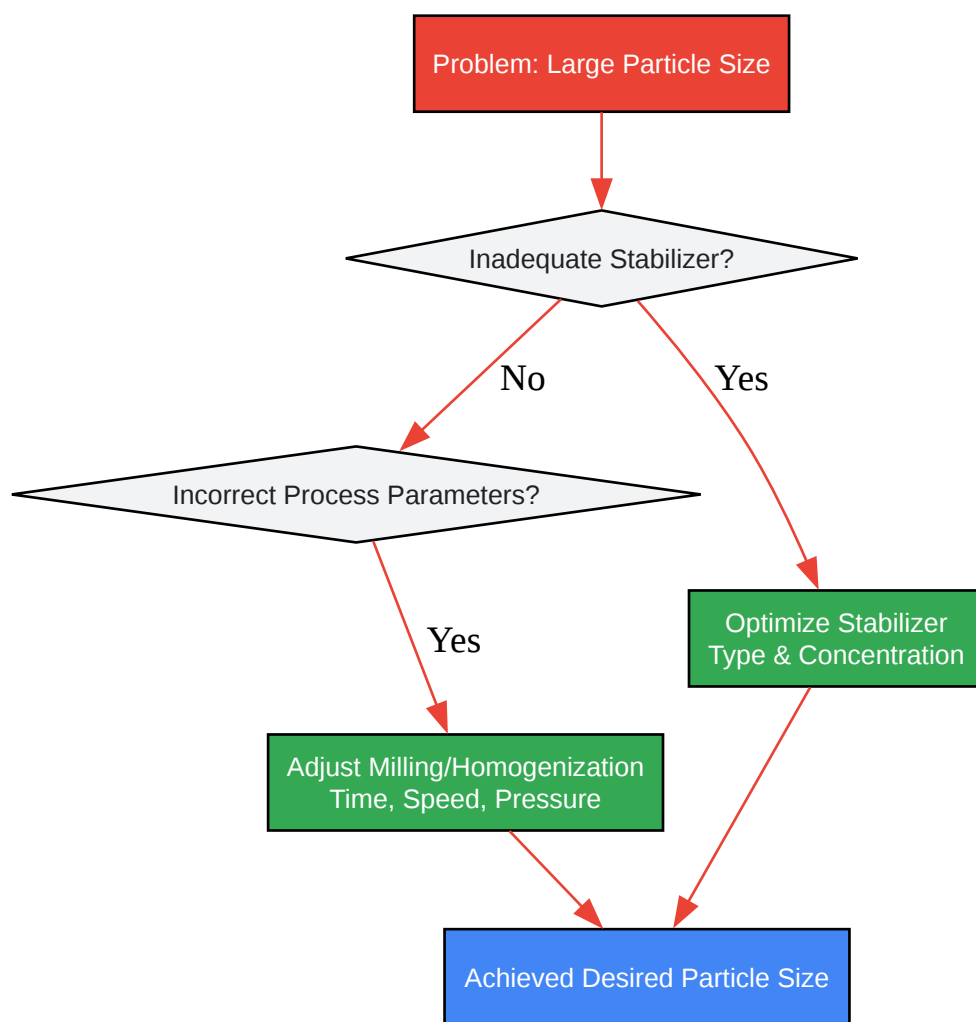 Problem: Large Particle Size
Inadequate Stabilizer?
No
Yes
Incorrect Process Parameters?
Yes
Optimize Stabilizer
Type & Concentration
Adjust Milling/Homogenization
Time, Speed, Pressure
Achieved Desired Particle Size